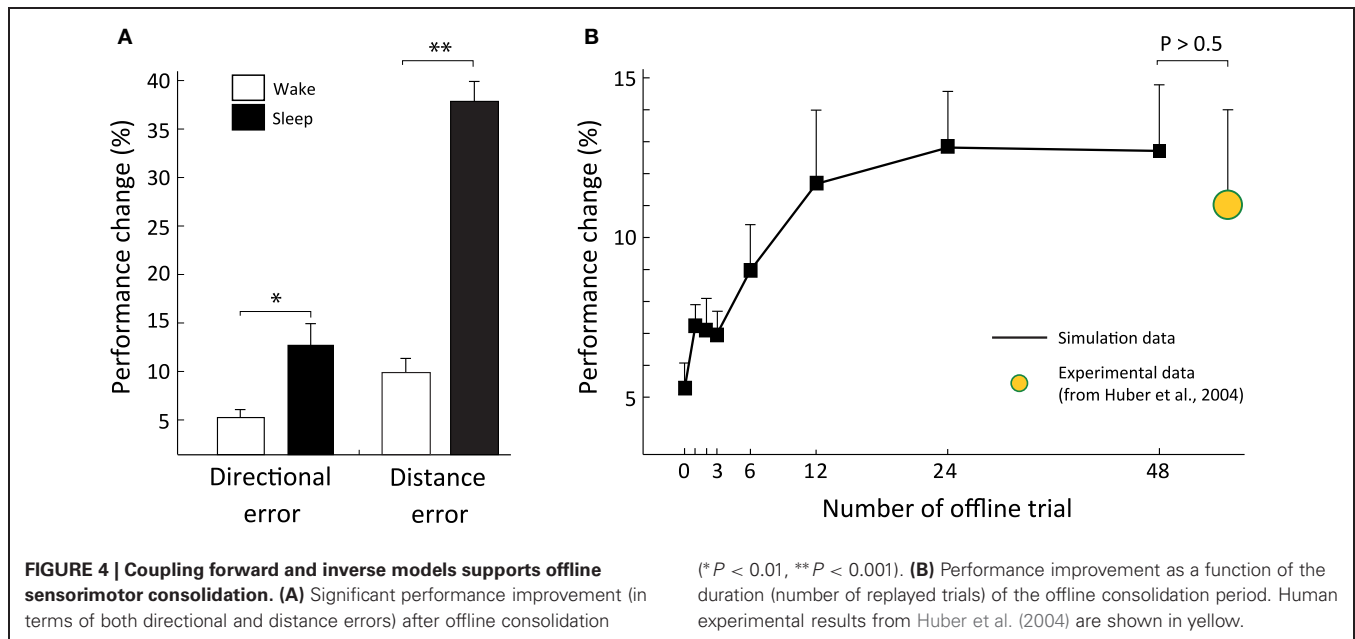 A
**
40
Wake
35
Sleep
30
25
20
*
15
10
5
Performance change (%)
Directional
error
Distance
error
B
P > 0.5
15
10
5
Performance change (%)
Simulation data
Experimental data
(from Huber et al., 2004)
0 3 6 12 24 48
Number of offline trial
FIGURE 4 | Coupling forward and inverse models supports offline
sensorimotor consolidation. (A) Significant performance improvement (in
terms of both directional and distance errors) after offline consolidation
(*P < 0.01, **P < 0.001). (B) Performance improvement as a function of the
duration (number of replayed trials) of the offline consolidation period. Human
experimental results from Huber et al. (2004) are shown in yellow.